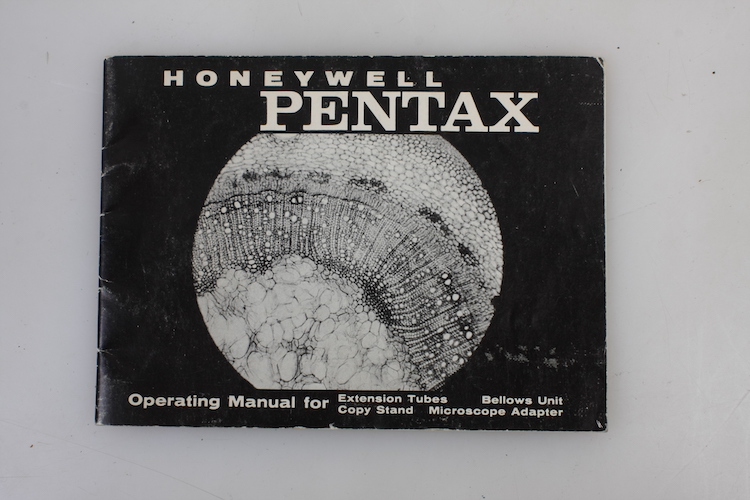 HONEYWELL
PENTAX
Operating Manual for
Extension Tubes Bellows Unit
Copy Stand Microscope Adapter